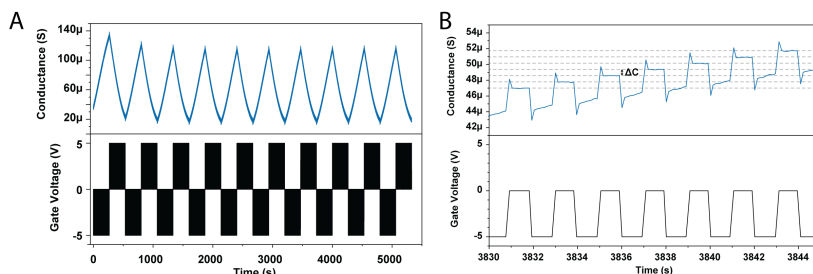 A
140μ
100μ
60μ
20μ
Conductance (S)
5
0
-5
Gate Voltage (V)
0 1000 2000 3000 4000 5000
Time (s)
B
54μ
52μ
50μ
48μ
46μ
44μ
42μ
Conductance (S)
ΔC
5
0
-5
Gate Voltage (V)
3830 3832 3834 3836 3838 3840 3842 3844
Time (s)